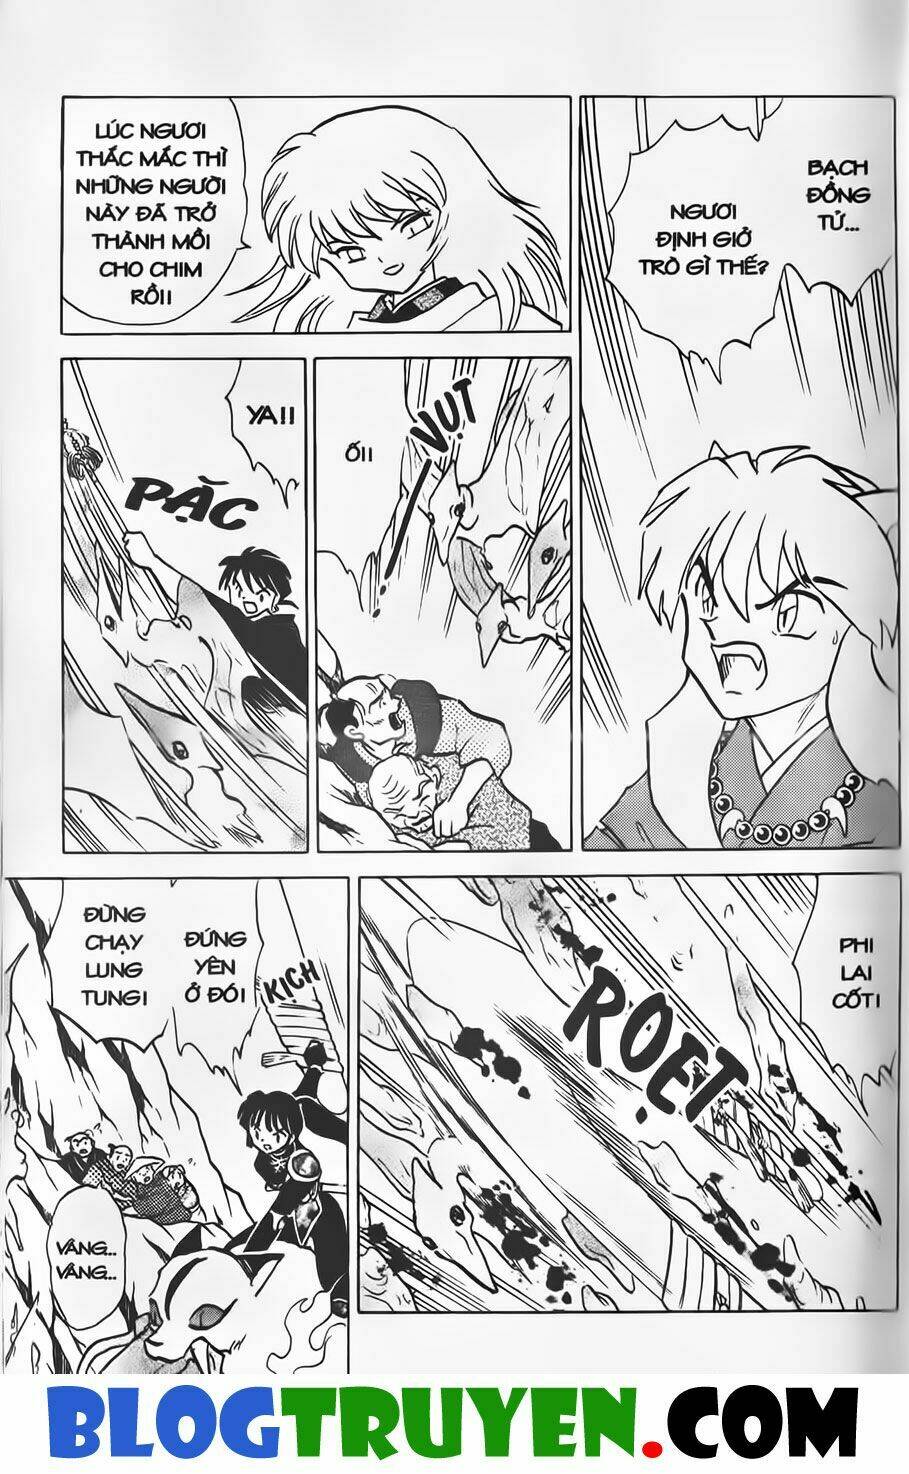 BẠCH
ĐỒNG
TỬ...
NGƯƠI
ĐỊNH GIỞ
TRÒ GÌ THẾ?
LÚC NGƯƠI
THẮC MẮC THÌ
NHỮNG NGƯỜI
NÀY ĐÃ TRỞ
THÀNH MỒI
CHO CHIM
RỒI!
VỤT
Ố!!
YA!!
PẶC
PHI
LAI
CỐT!
ROẸT
KỊCH
ĐỨNG
YÊN
Ở ĐÓ!
ĐỪNG
CHẠY
LUNG
TUNG!
VÂNG...
VÂNG...
BLOGTRUYEN.COM